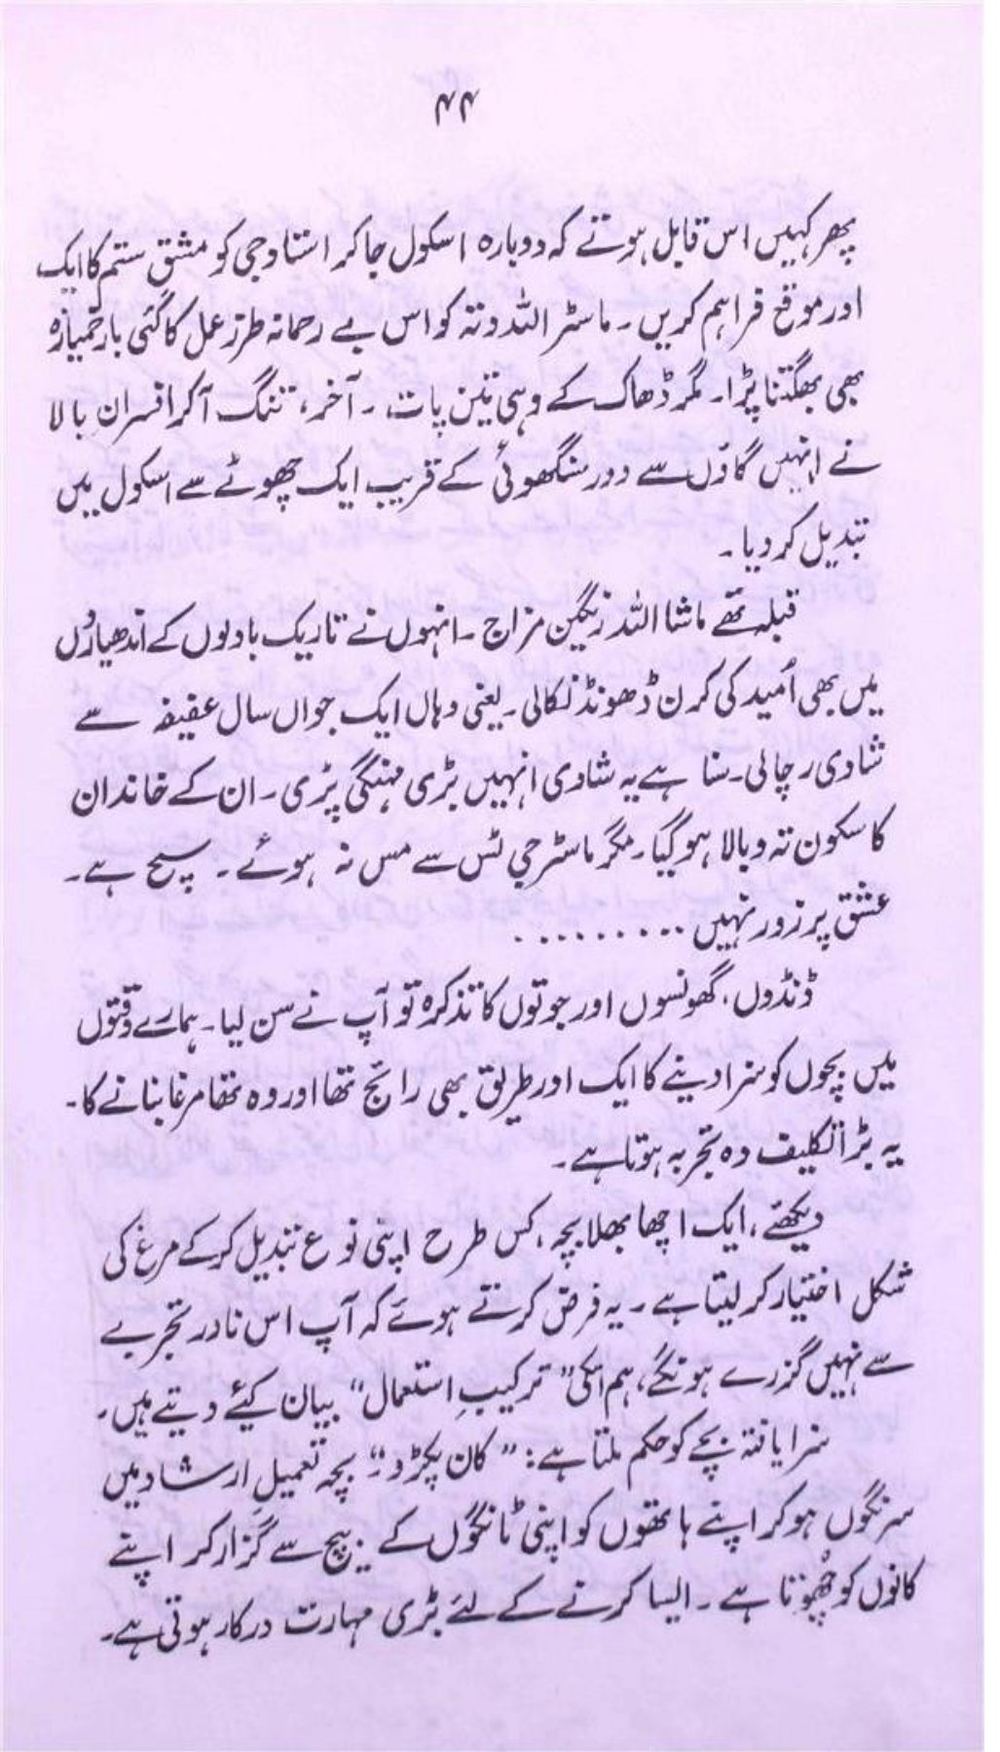 ۴۴
پھر کہیں اس قابل ہوتے کہ دوبارہ اسکول جا کر استاد جی کو مشق ستم کا ایک
اور موقع فراہم کریں۔ ماسٹر اللہ دتہ کو اس بے رحمانہ طرز عمل کا کئی بار خمیازہ
بھی بھگتنا پڑا۔ مگر ڈھاک کے وہی تین پات۔ آخر، تنگ آکر افسران بالا
نے انہیں گاؤں سے دور سنگھوئی کے قریب ایک چھوٹے سے اسکول میں
تبدیل کر دیا۔
قبلہ تھے ماشا اللہ رنگین مزاج۔ انہوں نے تاریک بادلوں کے اندھیاروں
میں بھی اُمید کی کرن ڈھونڈ نکالی۔ یعنی وہاں ایک جواں سال عفیفہ سے
شادی رچا لی۔ سنا ہے یہ شادی انہیں بڑی مہنگی پڑی۔ ان کے خاندان
کا سکون تہ و بالا ہو گیا۔ مگر ماسٹر جی ٹس سے مس نہ ہوئے۔ سچ ہے۔
عشق پر زور نہیں ..........
ڈنڈوں، گھونسوں اور جوتوں کا تذکرہ تو آپ نے سن لیا۔ ہمارے وقتوں
میں بچوں کو سزا دینے کا ایک اور طریق بھی رائج تھا اور وہ تھا مرغا بنانے کا۔
یہ بڑا تکلیف دہ تجربہ ہوتا ہے۔
دیکھئے، ایک اچھا بھلا بچہ، کس طرح اپنی نوع تبدیل کر کے مرغ کی
شکل اختیار کر لیتا ہے۔ یہ فرض کرتے ہوئے کہ آپ اس نادر تجربے
سے نہیں گزرے ہونگے، ہم اسکی "ترکیبِ استعمال" بیان کیئے دیتے ہیں۔
سزا یافتہ بچے کو حکم ملتا ہے: "کان پکڑو"۔ بچہ تعمیلِ ارشاد میں
سرنگوں ہو کر اپنے ہاتھوں کو اپنی ٹانگوں کے بیچ سے گزار کر اپنے
کانوں کو چُھوتا ہے۔ ایسا کرنے کے لئے بڑی مہارت درکار ہوتی ہے۔